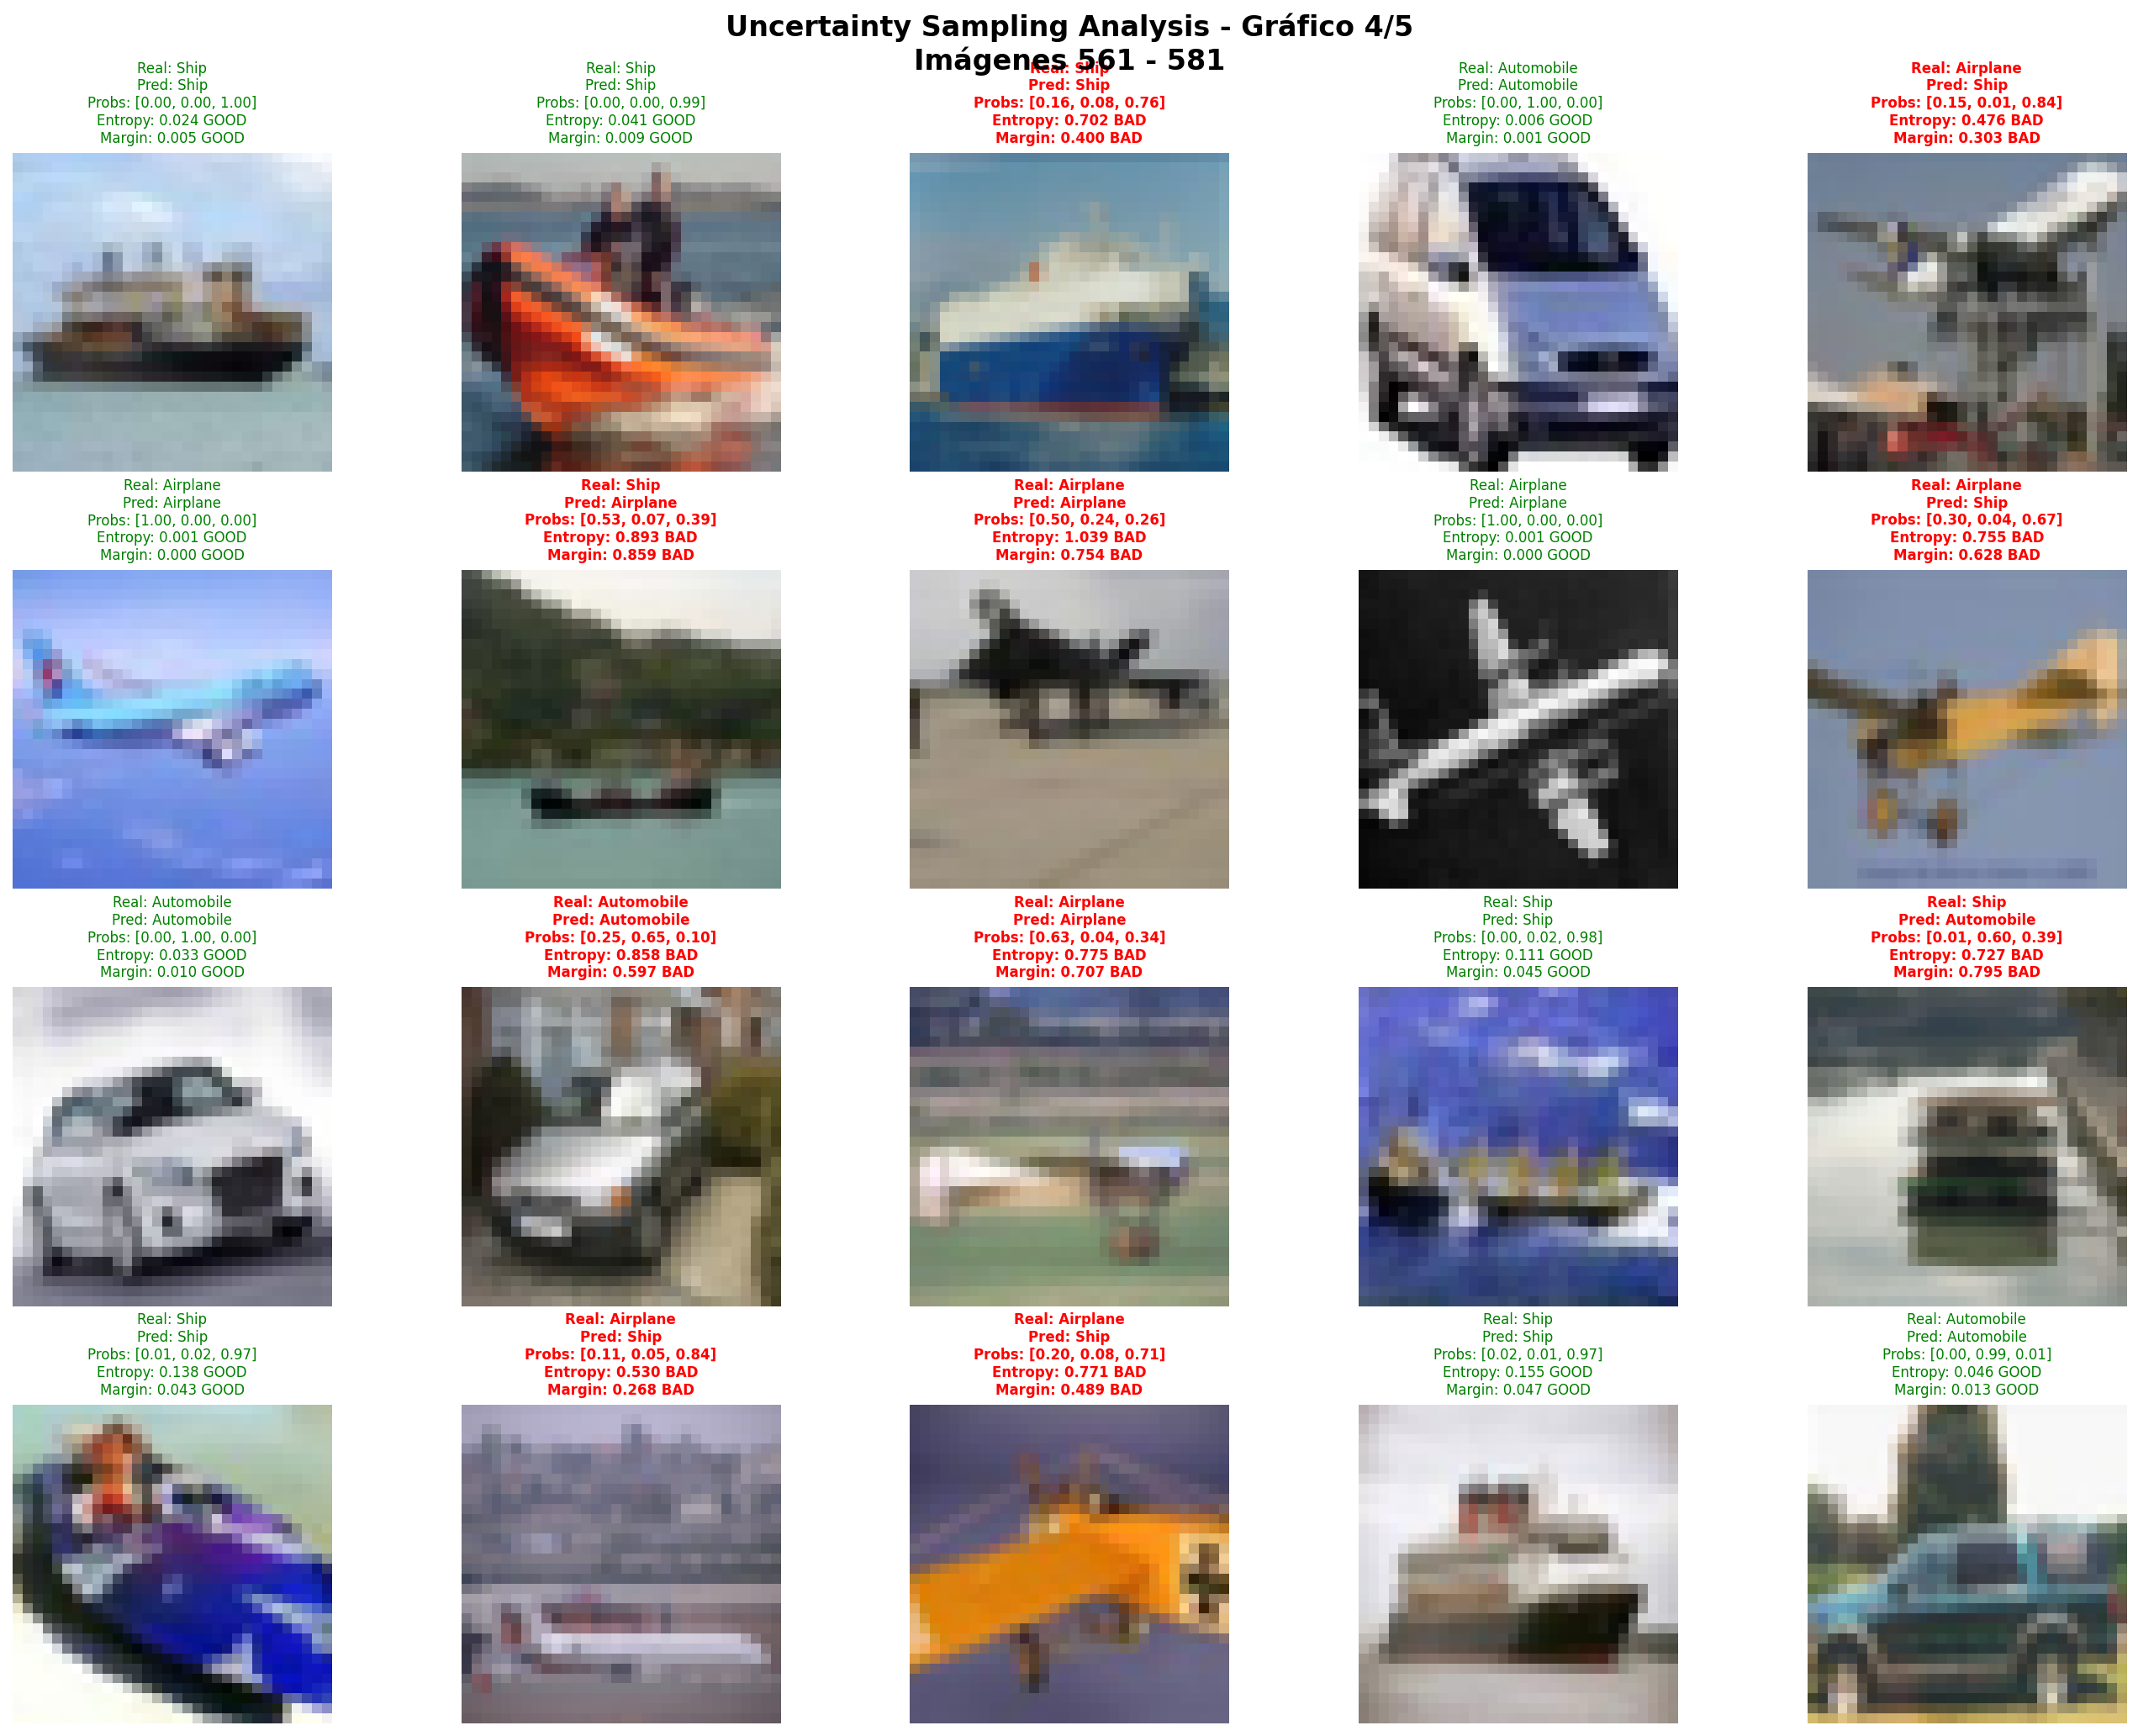 Uncertainty Sampling Analysis - Gráfico 4/5
Imágenes 561 - 581
Real: Ship
Pred: Ship
Probs: [0.00, 0.00, 1.00]
Entropy: 0.024 GOOD
Margin: 0.005 GOOD
Real: Ship
Pred: Ship
Probs: [0.00, 0.00, 0.99]
Entropy: 0.041 GOOD
Margin: 0.009 GOOD
Real: Ship
Pred: Ship
Probs: [0.16, 0.08, 0.76]
Entropy: 0.702 BAD
Margin: 0.400 BAD
Real: Automobile
Pred: Automobile
Probs: [0.00, 1.00, 0.00]
Entropy: 0.006 GOOD
Margin: 0.001 GOOD
Real: Airplane
Pred: Ship
Probs: [0.15, 0.01, 0.84]
Entropy: 0.476 BAD
Margin: 0.303 BAD
Real: Airplane
Pred: Airplane
Probs: [1.00, 0.00, 0.00]
Entropy: 0.001 GOOD
Margin: 0.000 GOOD
Real: Ship
Pred: Airplane
Probs: [0.53, 0.07, 0.39]
Entropy: 0.893 BAD
Margin: 0.859 BAD
Real: Airplane
Pred: Airplane
Probs: [0.50, 0.24, 0.26]
Entropy: 1.039 BAD
Margin: 0.754 BAD
Real: Airplane
Pred: Airplane
Probs: [1.00, 0.00, 0.00]
Entropy: 0.001 GOOD
Margin: 0.000 GOOD
Real: Airplane
Pred: Ship
Probs: [0.30, 0.04, 0.67]
Entropy: 0.755 BAD
Margin: 0.628 BAD
Real: Automobile
Pred: Automobile
Probs: [0.00, 1.00, 0.00]
Entropy: 0.033 GOOD
Margin: 0.010 GOOD
Real: Automobile
Pred: Automobile
Probs: [0.25, 0.65, 0.10]
Entropy: 0.858 BAD
Margin: 0.597 BAD
Real: Airplane
Pred: Airplane
Probs: [0.63, 0.04, 0.34]
Entropy: 0.775 BAD
Margin: 0.707 BAD
Real: Ship
Pred: Ship
Probs: [0.00, 0.02, 0.98]
Entropy: 0.111 GOOD
Margin: 0.045 GOOD
Real: Ship
Pred: Automobile
Probs: [0.01, 0.60, 0.39]
Entropy: 0.727 BAD
Margin: 0.795 BAD
Real: Ship
Pred: Ship
Probs: [0.01, 0.02, 0.97]
Entropy: 0.138 GOOD
Margin: 0.043 GOOD
Real: Airplane
Pred: Ship
Probs: [0.11, 0.05, 0.84]
Entropy: 0.530 BAD
Margin: 0.268 BAD
Real: Airplane
Pred: Ship
Probs: [0.20, 0.08, 0.71]
Entropy: 0.771 BAD
Margin: 0.489 BAD
Real: Ship
Pred: Ship
Probs: [0.02, 0.01, 0.97]
Entropy: 0.155 GOOD
Margin: 0.047 GOOD
Real: Automobile
Pred: Automobile
Probs: [0.00, 0.99, 0.01]
Entropy: 0.046 GOOD
Margin: 0.013 GOOD